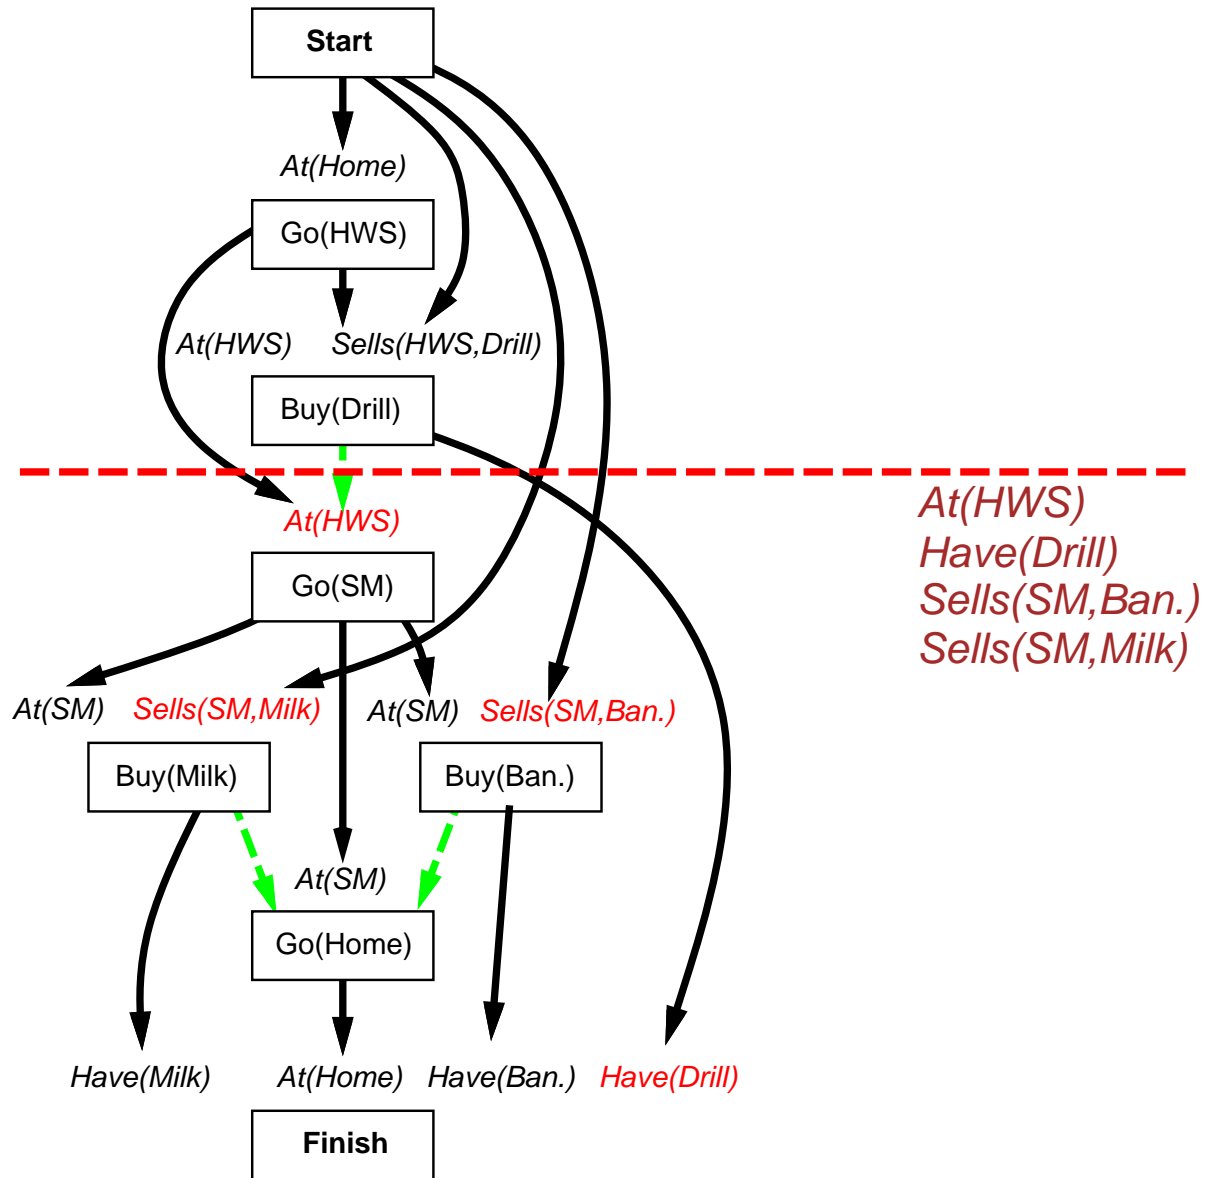 Start
At(Home)
Go(HWS)
At(HWS) Sells(HWS,Drill)
Buy(Drill)
At(HWS)
At(HWS)
Have(Drill)
Sells(SM,Ban.)
Sells(SM,Milk)
Go(SM)
At(SM) Sells(SM,Milk) At(SM) Sells(SM,Ban.)
Buy(Milk) Buy(Ban.)
At(SM)
Go(Home)
Have(Milk) At(Home) Have(Ban.) Have(Drill)
Finish